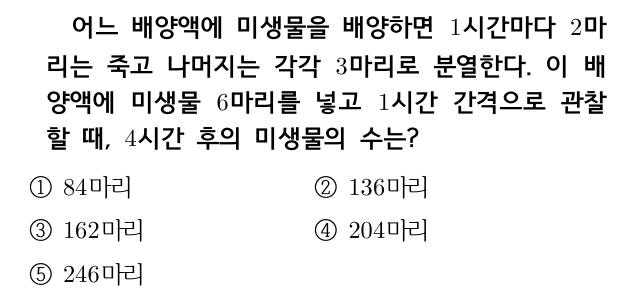 어느 배양액에 미생물을 배양하면 1시간마다 2마
리는 죽고 나머지는 각각 3마리로 분열한다. 이 배
양액에 미생물 6마리를 넣고 1시간 간격으로 관찰
할 때, 4시간 후의 미생물의 수는?
① 84마리 ② 136마리
③ 162마리 ④ 204마리
⑤ 246마리